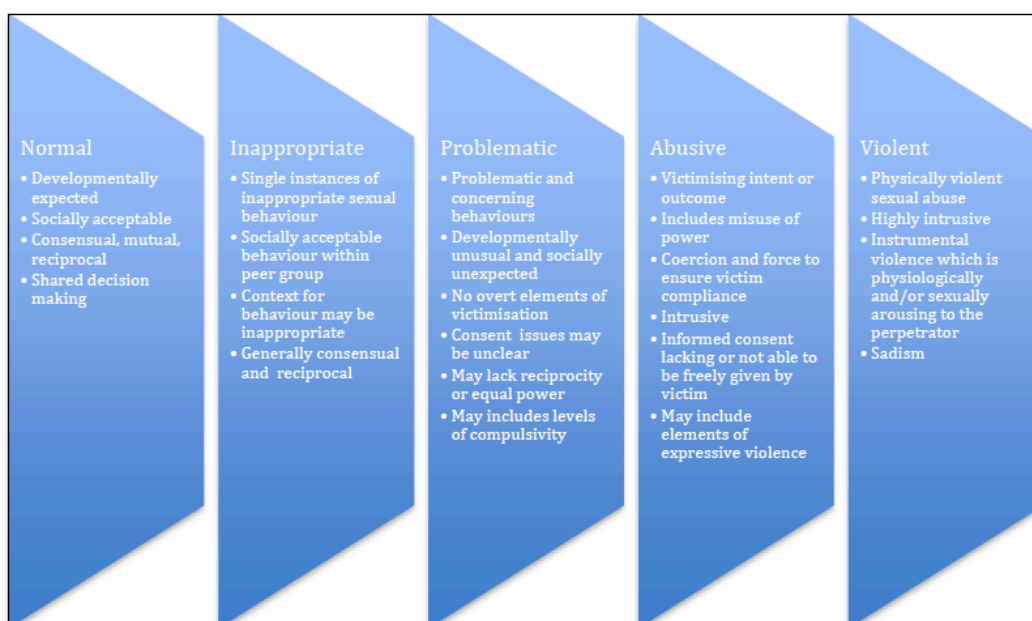 Normal
• Developmentally
expected
• Socially acceptable
• Consensual, mutual,
reciprocal
• Shared decision
making
Inappropriate
• Single instances of
inappropriate sexual
behaviour
• Socially acceptable
behaviour within
peer group
• Context for
behaviour may be
inappropriate
• Generally consensual
and reciprocal
Problematic
• Problematic and
concerning
behaviours
• Developmentally
unusual and socially
unexpected
• No overt elements of
victimisation
• Consent issues may
be unclear
• May lack reciprocity
or equal power
• May includes levels
of compulsivity
Abusive
• Victimising intent or
outcome
• Includes misuse of
power
• Coercion and force to
ensure victim
compliance
• Intrusive
• Informed consent
lacking or not able to
be freely given by
victim
• May include
elements of
expressive violence
Violent
• Physically violent
sexual abuse
• Highly intrusive
• Instrumental
violence which is
physiologically
and/or sexually
arousing to the
perpetrator
• Sadism